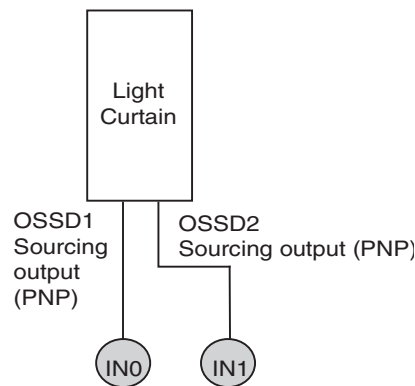 Light
Curtain
OSSD1
Sourcing
output
(PNP)
OSSD2
Sourcing output (PNP)
IN0
IN1